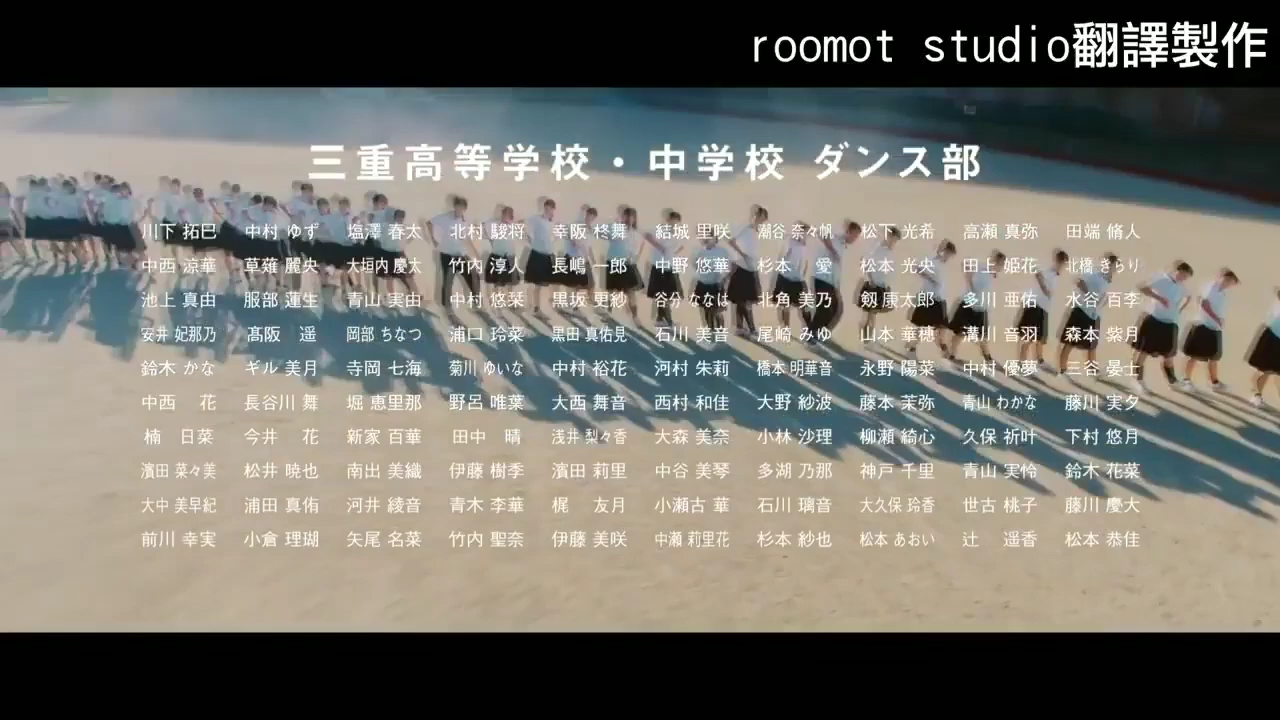 roomot studio翻譯製作
三重高等学校・中学校 ダンス部
川下 拓巳 中村 ゆず 塩澤 春太 北村 駿将 幸阪 柊舞 結城 里咲 潮谷 奈々帆 松下 光希 高瀬 真弥 田端 脩人
中西 涼華 草薙 麗央 大垣内 慶太 竹内 淳人 長嶋 一郎 中野 悠華 杉本 愛 松本 光央 田上 姫花 北橋 きらり
池上 真由 服部 蓮生 青山 実由 中村 悠栞 黒坂 更紗 谷分 ななは 北角 美乃 剱 康太郎 多川 亜佑 水谷 百李
安井 妃那乃 髙阪 遥 岡部 ちなつ 浦口 玲菜 黒田 真佑見 石川 美音 尾崎 みゆ 山本 華穂 溝川 音羽 森本 紫月
鈴木 かな ギル 美月 寺岡 七海 菊川 ゆいな 中村 裕花 河村 朱莉 橋本 明華音 永野 陽菜 中村 優夢 三谷 晏士
中西 花 長谷川 舞 堀 恵里那 野呂 唯葉 大西 舞音 西村 和佳 大野 紗波 藤本 茉弥 青山 わかな 藤川 実夕
楠 日菜 今井 花 新家 百華 田中 晴 浅井 梨々香 大森 美奈 小林 沙理 柳瀬 綺心 久保 祈叶 下村 悠月
濱田 菜々美 松井 暁也 南出 美織 伊藤 樹季 濱田 莉里 中谷 美琴 多湖 乃那 神戸 千里 青山 実怜 鈴木 花菜
大中 美早紀 浦田 真侑 河井 綾音 青木 李華 梶 友月 小瀬古 華 石川 璃音 大久保 玲香 世古 桃子 藤川 慶大
前川 幸実 小倉 理瑚 矢尾 名菜 竹内 聖奈 伊藤 美咲 中瀬 莉里花 杉本 紗也 松本 あおい 辻 遥香 松本 恭佳